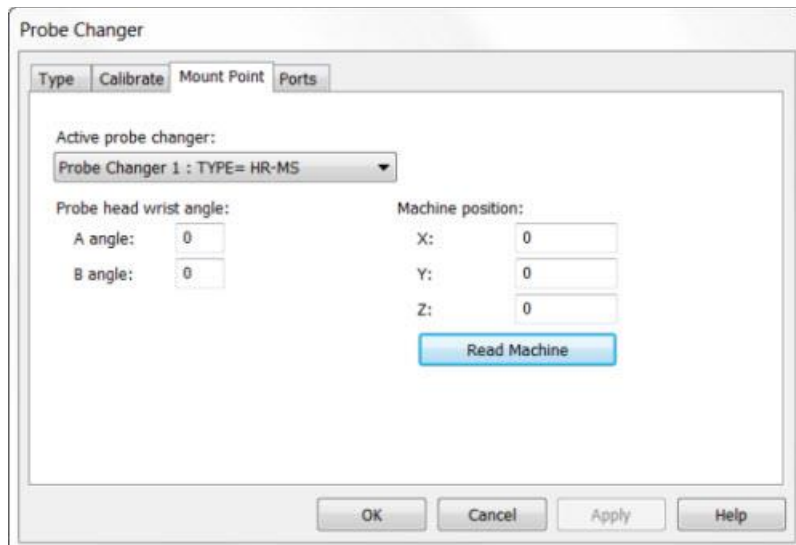 Probe Changer
Type Calibrate Mount Point Ports
Active probe changer:
Probe Changer 1 : TYPE= HR-MS
Probe head wrist angle: Machine position:
A angle: 0 X: 0
B angle: 0 Y: 0
Z: 0
Read Machine
OK Cancel Apply Help